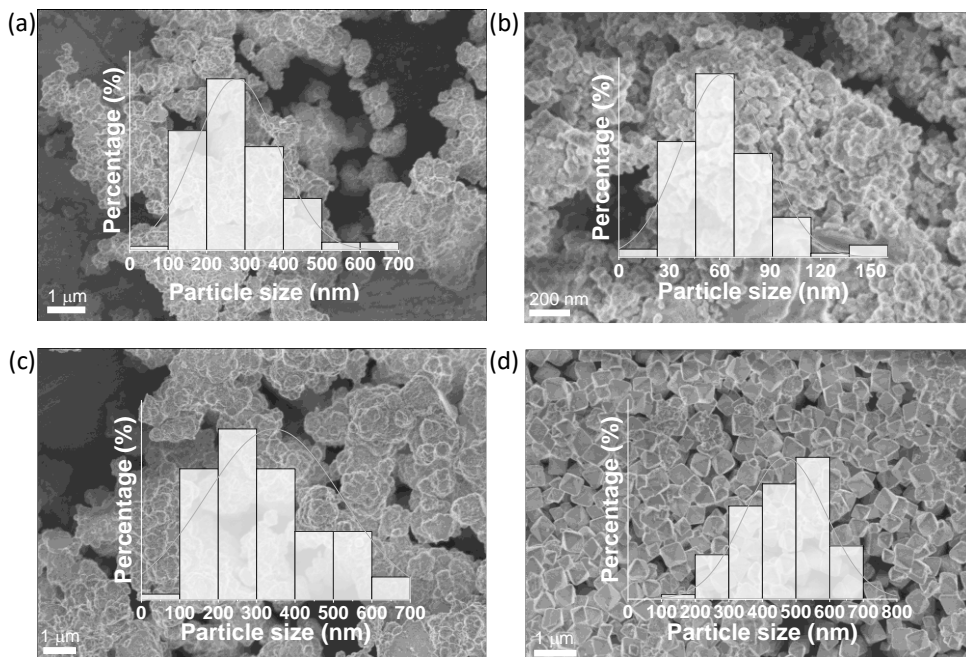 (a)
Percentage (%)
0 100 200 300 400 500 600 700
Particle size (nm)
1 µm
(b)
Percentage (%)
0 30 60 90 120 150
Particle size (nm)
200 nm
(c)
Percentage (%)
0 100 200 300 400 500 600 700
Particle size (nm)
1 µm
(d)
Percentage (%)
0 100 200 300 400 500 600 700 800
Particle size (nm)
1 µm